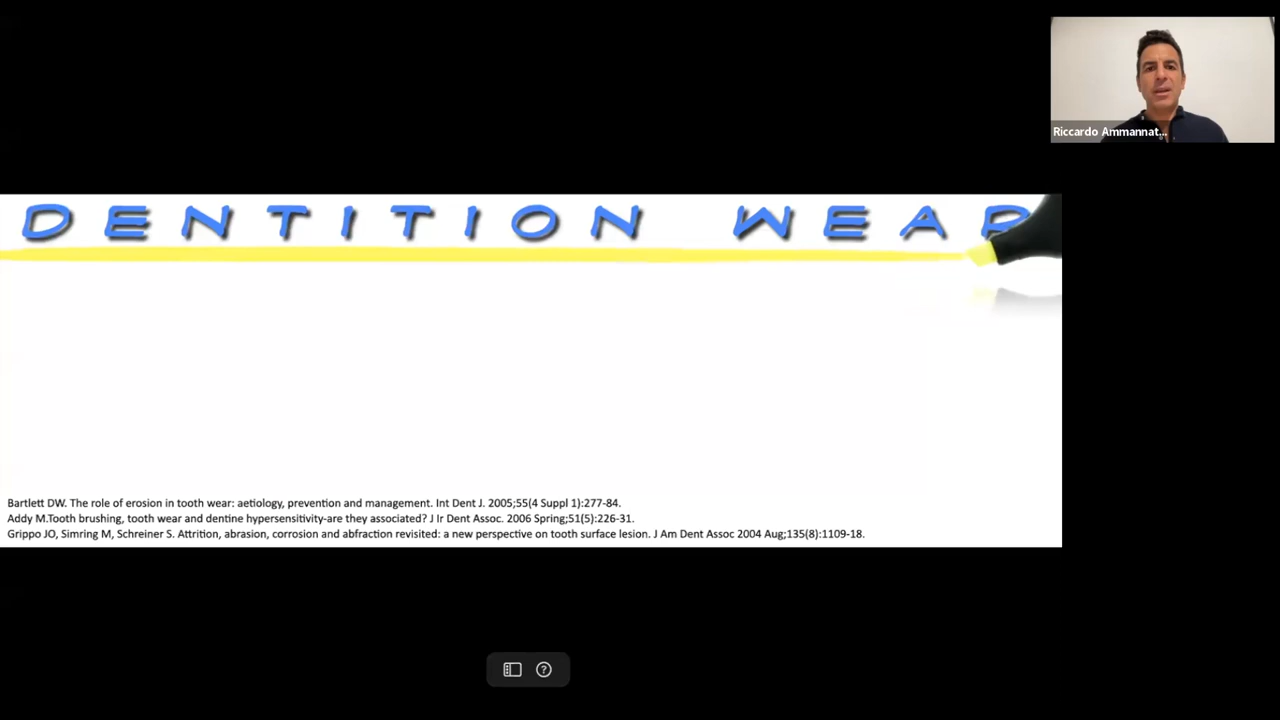 Riccardo Ammannat...
DENTITION WEAR
Bartlett DW. The role of erosion in tooth wear: aetiology, prevention and management. Int Dent J. 2005;55(4 Suppl 1):277-84.
Addy M.Tooth brushing, tooth wear and dentine hypersensitivity-are they associated? J Ir Dent Assoc. 2006 Spring;51(5):226-31.
Grippo JO, Simring M, Schreiner S. Attrition, abrasion, corrosion and abfraction revisited: a new perspective on tooth surface lesion. J Am Dent Assoc 2004 Aug;135(8):1109-18.